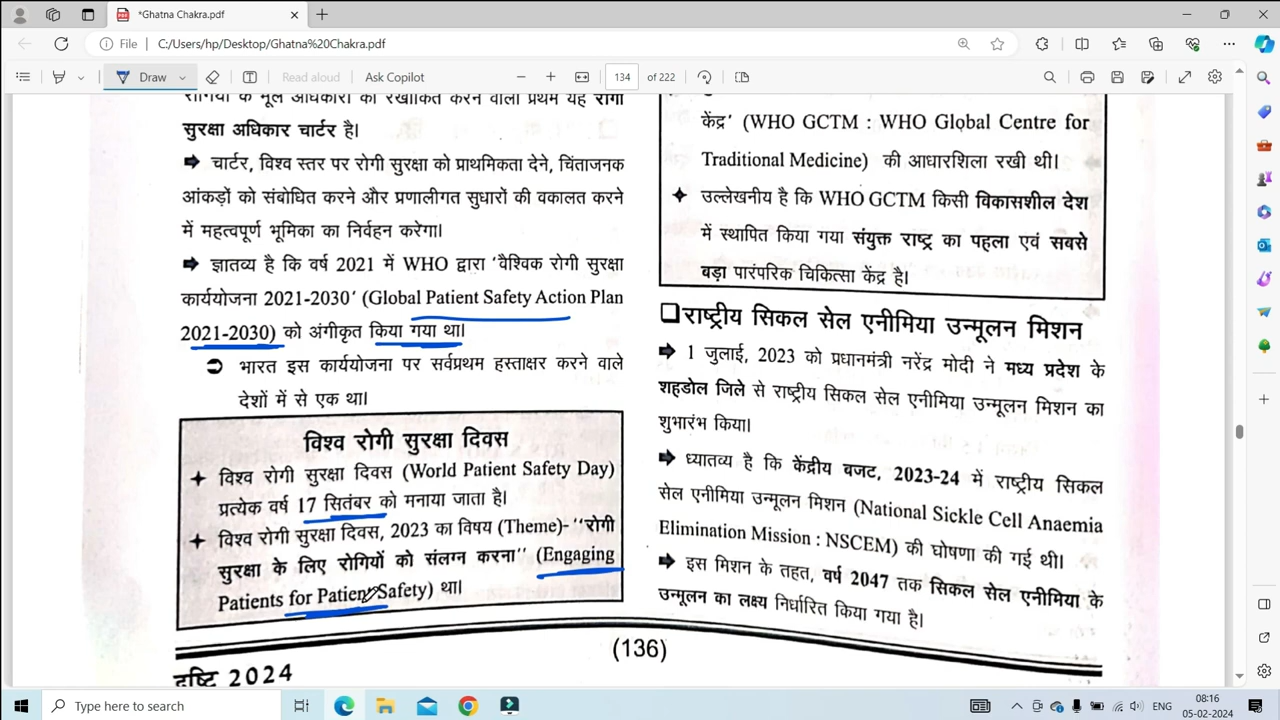 *Ghatna Chakra.pdf
File
C:/Users/hp/Desktop/Ghatna%20Chakra.pdf
Draw
Read aloud
Ask Copilot
134
of 222
रोगियों के मूल अधिकारों को रेखांकित करने वाला प्रथम यह रोगी
सुरक्षा अधिकार चार्टर है।
➡ चार्टर, विश्व स्तर पर रोगी सुरक्षा को प्राथमिकता देने, चिंताजनक
आंकड़ों को संबोधित करने और प्रणालीगत सुधारों की वकालत करने
में महत्वपूर्ण भूमिका का निर्वहन करेगा।
➡ ज्ञातव्य है कि वर्ष 2021 में WHO द्वारा 'वैश्विक रोगी सुरक्षा
कार्ययोजना 2021-2030' (Global Patient Safety Action Plan
2021-2030) को अंगीकृत किया गया था।
➲ भारत इस कार्ययोजना पर सर्वप्रथम हस्ताक्षर करने वाले
देशों में से एक था।
विश्व रोगी सुरक्षा दिवस
✦ विश्व रोगी सुरक्षा दिवस (World Patient Safety Day)
प्रत्येक वर्ष 17 सितंबर को मनाया जाता है।
✦ विश्व रोगी सुरक्षा दिवस, 2023 का विषय (Theme)- "रोगी
सुरक्षा के लिए रोगियों को संलग्न करना" (Engaging
Patients for Patient Safety) था।
केंद्र' (WHO GCTM : WHO Global Centre for
Traditional Medicine) की आधारशिला रखी थी।
✦ उल्लेखनीय है कि WHO GCTM किसी विकासशील देश
में स्थापित किया गया संयुक्त राष्ट्र का पहला एवं सबसे
बड़ा पारंपरिक चिकित्सा केंद्र है।
❑ राष्ट्रीय सिकल सेल एनीमिया उन्मूलन मिशन
➡ 1 जुलाई, 2023 को प्रधानमंत्री नरेंद्र मोदी ने मध्य प्रदेश के
शहडोल जिले से राष्ट्रीय सिकल सेल एनीमिया उन्मूलन मिशन का
शुभारंभ किया।
➡ ध्यातव्य है कि केंद्रीय बजट, 2023-24 में राष्ट्रीय सिकल
सेल एनीमिया उन्मूलन मिशन (National Sickle Cell Anaemia
Elimination Mission : NSCEM) की घोषणा की गई थी।
➡ इस मिशन के तहत, वर्ष 2047 तक सिकल सेल एनीमिया के
उन्मूलन का लक्ष्य निर्धारित किया गया है।
(136)
दृष्टि 2024
Type here to search
ENG
08:16
05-02-2024